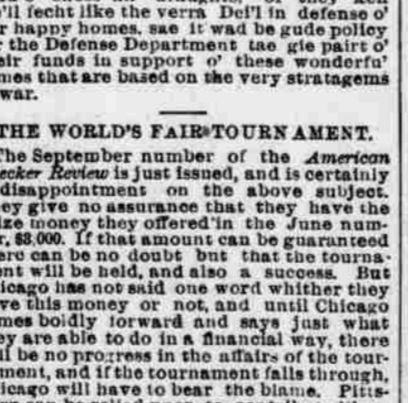 'll fecht like the verra De'il in defense o'
r happy homes, sae it wad be gude policy
r the Defense Department tae gie pairt o'
eir funds in support o' these wonderfu'
mes that are based on the very stratagems
war.
THE WORLD'S FAIR TOURNAMENT.
The September number of the American
ecker Review is just issued, and is certainly
disappointment on the above subject.
ey give no assurance that they have the
ize money they offered in the June num-
r, $3,000. If that amount can be guaranteed
ere can be no doubt but that the tourna-
ent will be held, and also a success. But
icago has not said one word whither they
ve this money or not, and until Chicago
mes boldly forward and says just what
ey are able to do in a financial way, there
ll be no progress in the affairs of the tour-
ment, and if the tournament falls through,
icago will have to bear the blame. Pitts-